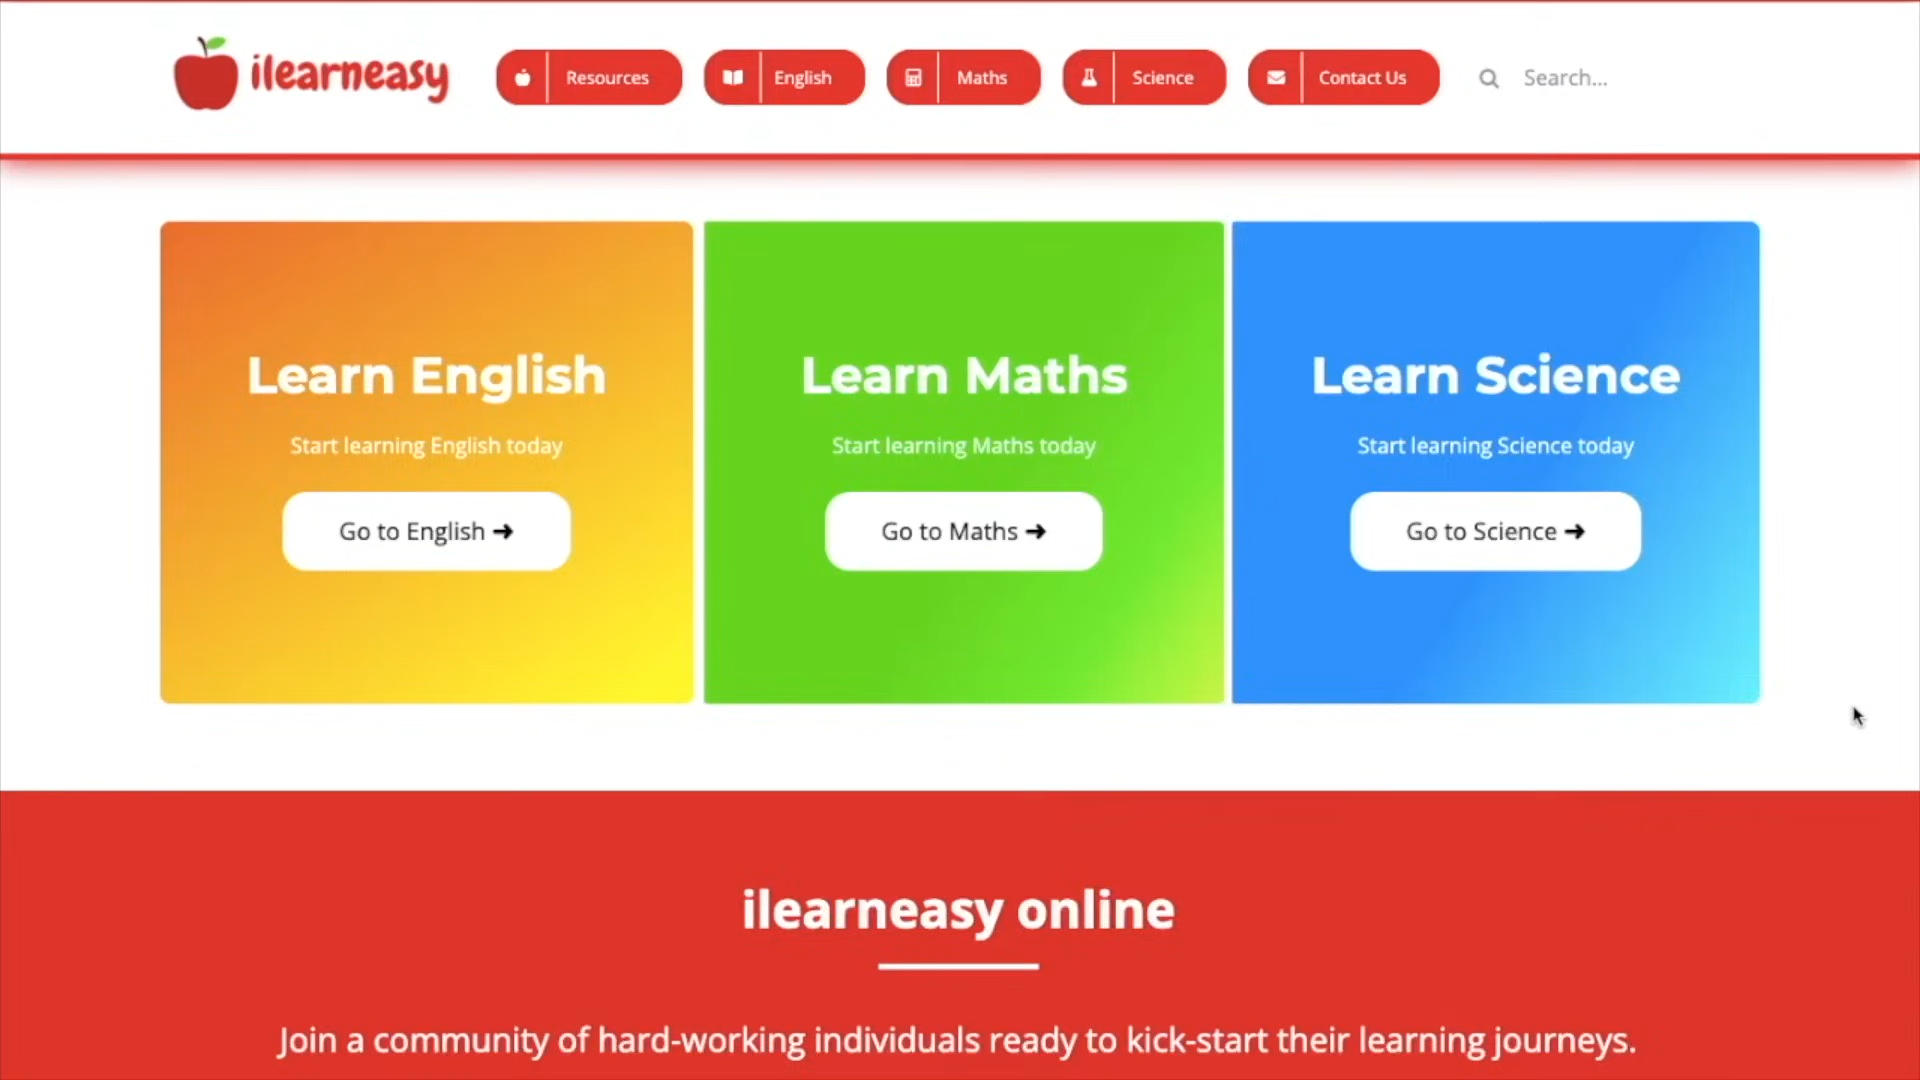 ilearneasy
Resources
English
Maths
Science
Contact Us
Search...
Learn English
Start learning English today
Go to English ➜
Learn Maths
Start learning Maths today
Go to Maths ➜
Learn Science
Start learning Science today
Go to Science ➜
ilearneasy online
Join a community of hard-working individuals ready to kick-start their learning journeys.